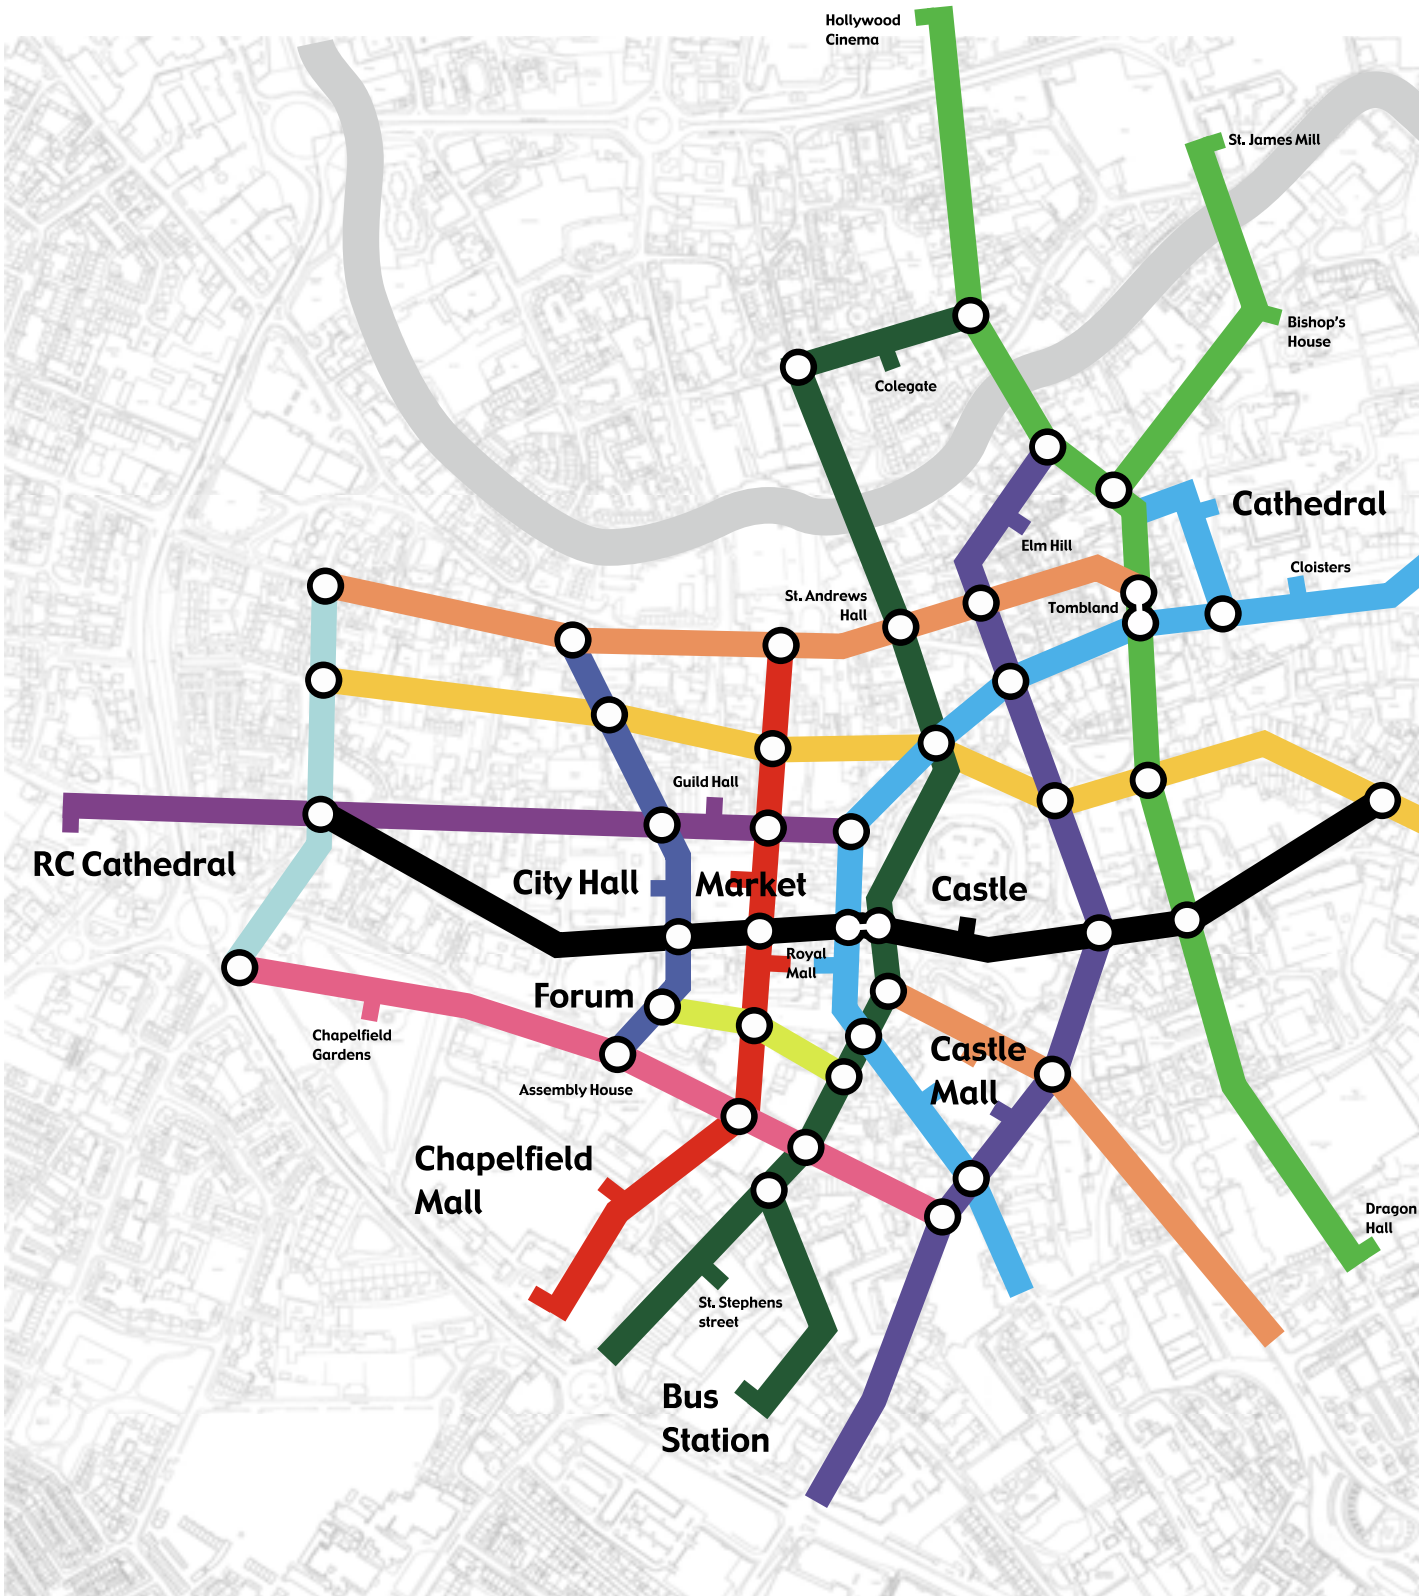 Hollywood
Cinema
St. James Mill
Bishop's
House
Colegate
Cathedral
Elm Hill
Cloisters
St. Andrews
Hall
Tombland
Guild Hall
RC Cathedral
City Hall
Market
Castle
Royal
Mall
Forum
Chapelfield
Gardens
Castle
Mall
Assembly House
Chapelfield
Mall
Dragon
Hall
St. Stephens
street
Bus
Station